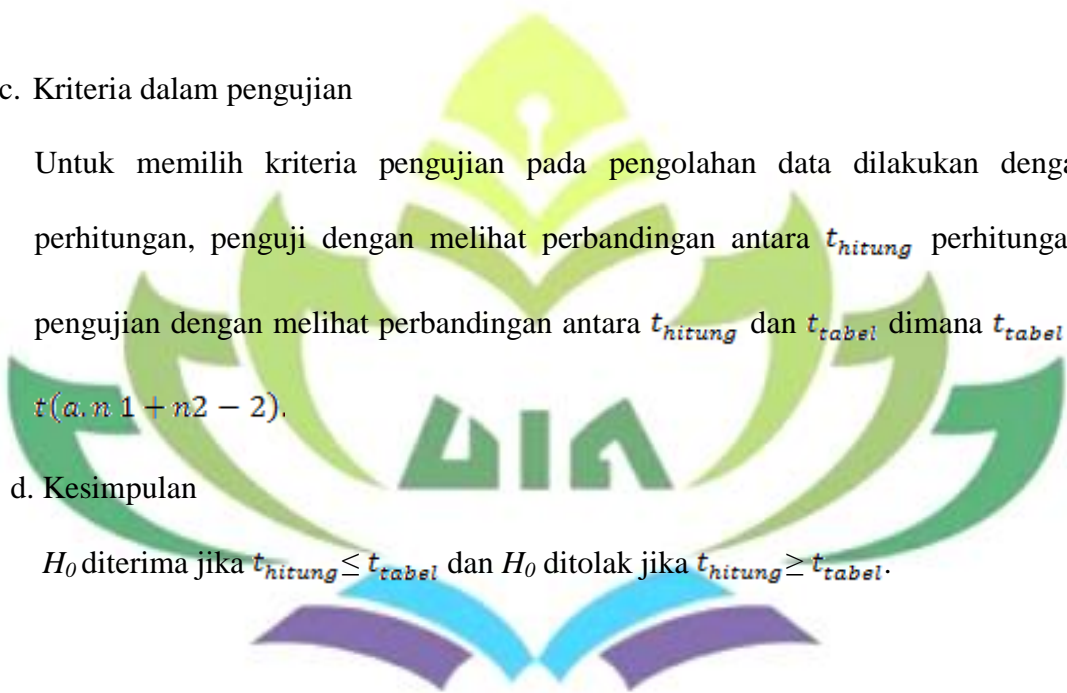 c. Kriteria dalam pengujian
Untuk memilih kriteria pengujian pada pengolahan data dilakukan denga
perhitungan, penguji dengan melihat perbandingan antara t_hitung perhitunga
pengujian dengan melihat perbandingan antara t_hitung dan t_tabel dimana t_tabel
t(a. n 1 + n2 − 2).
UIN
d. Kesimpulan
H0 diterima jika t_hitung ≤ t_tabel dan H0 ditolak jika t_hitung ≥ t_tabel.